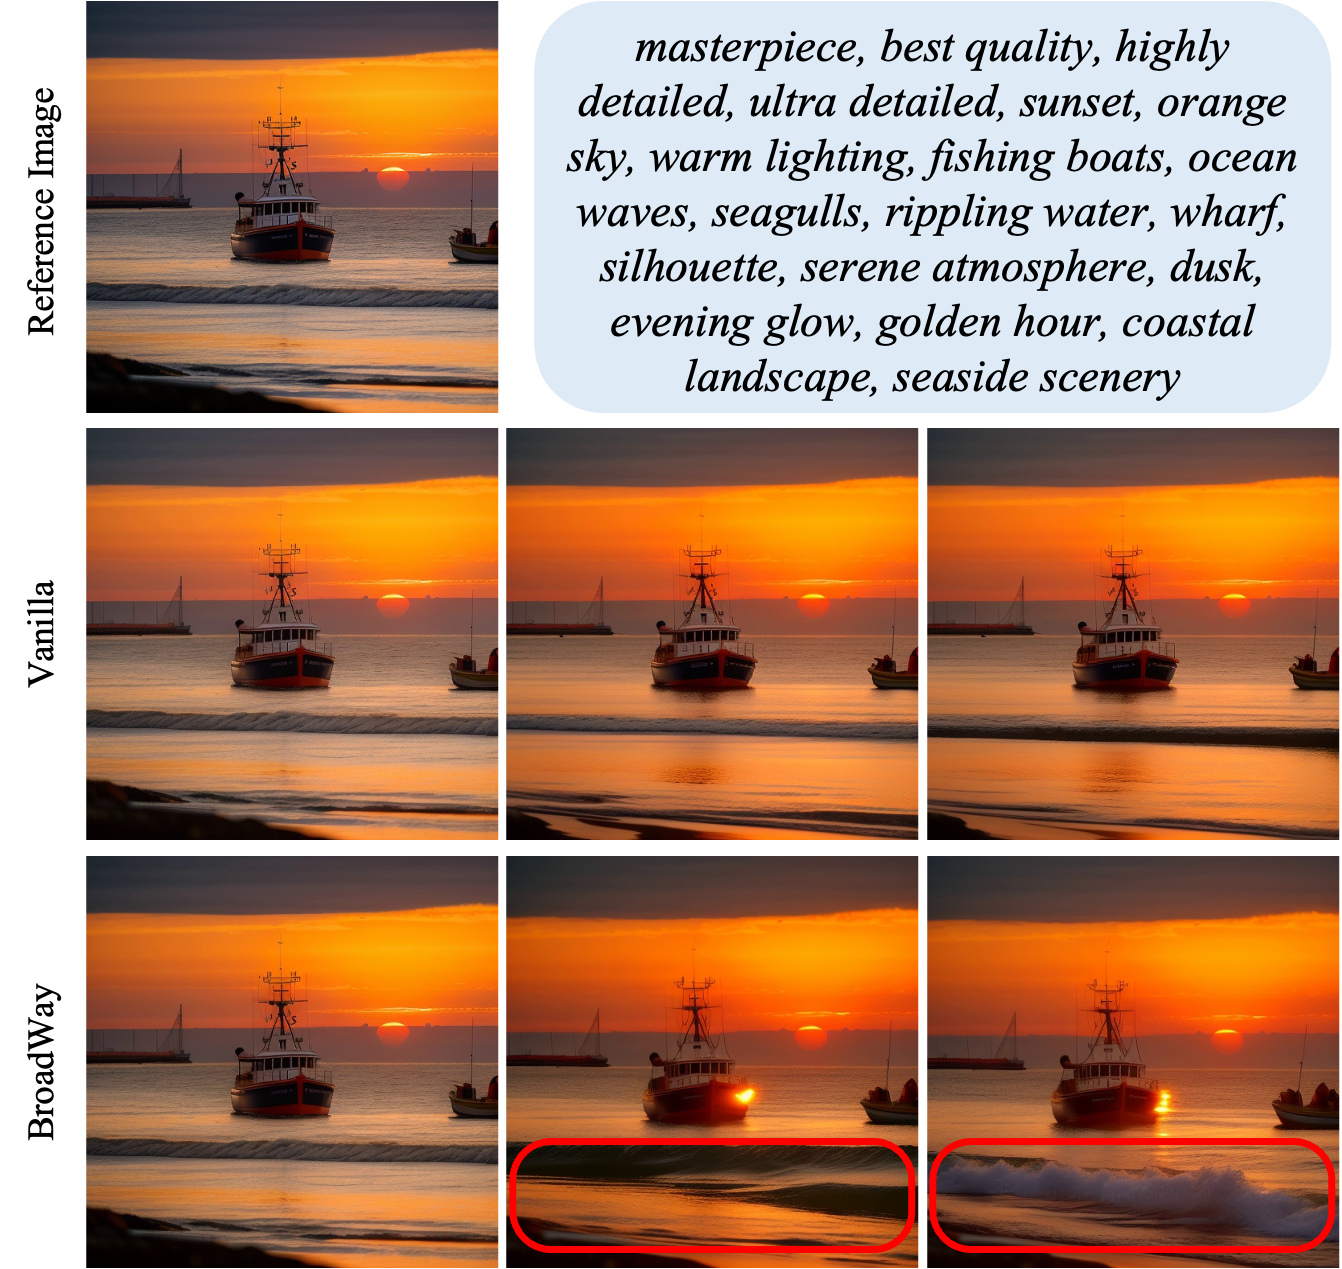 Reference Image
masterpiece, best quality, highly
detailed, ultra detailed, sunset, orange
sky, warm lighting, fishing boats, ocean
waves, seagulls, rippling water, wharf,
silhouette, serene atmosphere, dusk,
evening glow, golden hour, coastal
landscape, seaside scenery
Vanilla
BroadWay